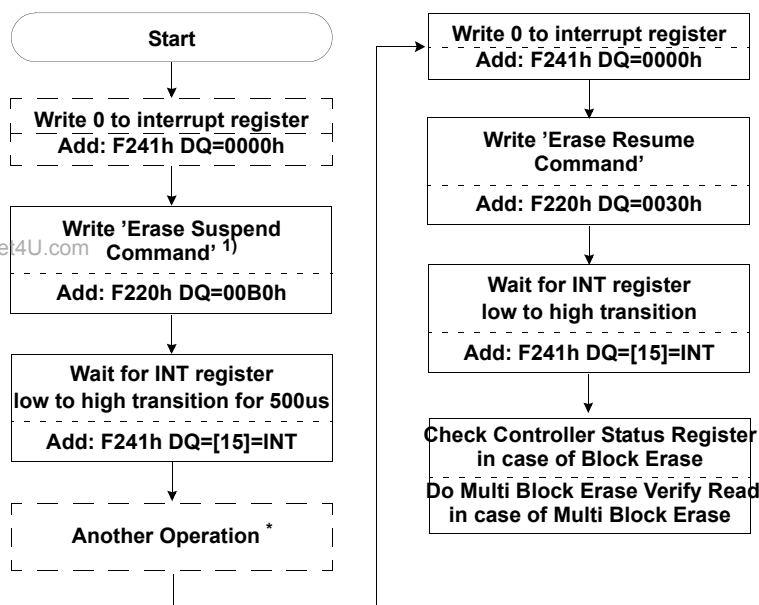 Start
Write 0 to interrupt register
Add: F241h DQ=0000h
Write 'Erase Suspend
Command' 1)
et4U.com
Add: F220h DQ=00B0h
Wait for INT register
low to high transition for 500us
Add: F241h DQ=[15]=INT
Another Operation *
Write 0 to interrupt register
Add: F241h DQ=0000h
Write 'Erase Resume
Command'
Add: F220h DQ=0030h
Wait for INT register
low to high transition
Add: F241h DQ=[15]=INT
Check Controller Status Register
in case of Block Erase
Do Multi Block Erase Verify Read
in case of Multi Block Erase